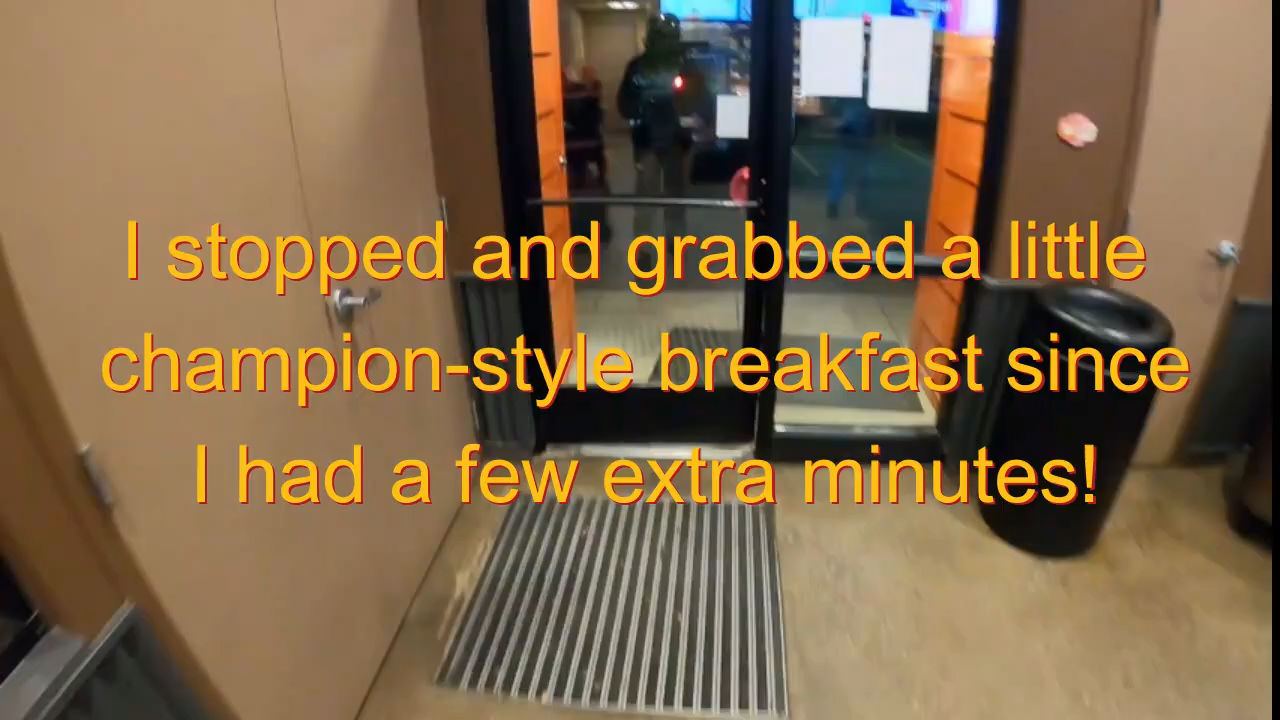 I stopped and grabbed a little
champion-style breakfast since
I had a few extra minutes!